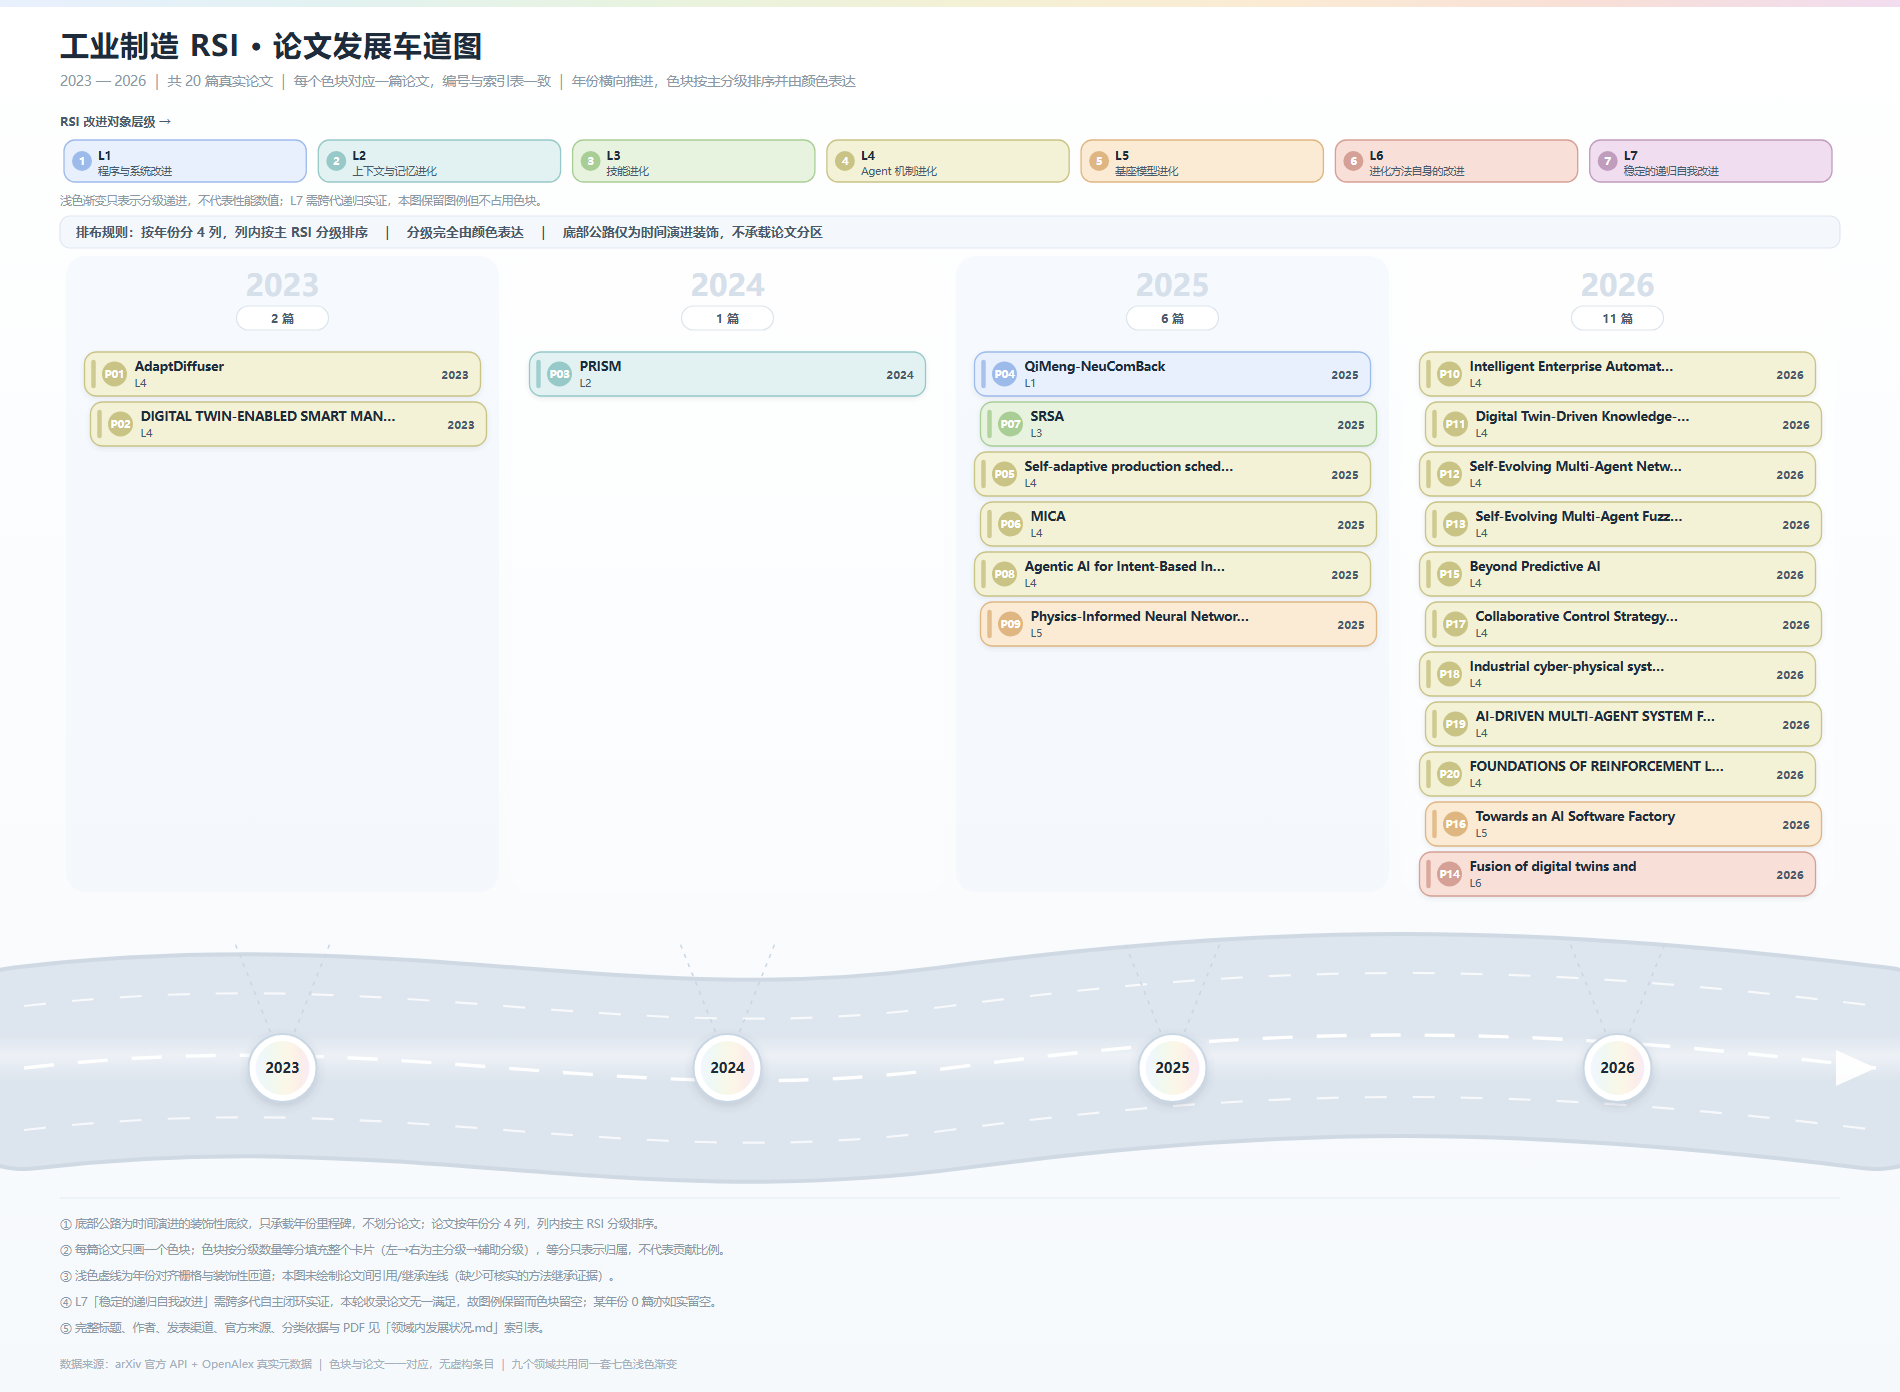 工业制造 RSI • 论文发展车道图
2023 — 2026 │ 共 20 篇真实论文 │ 每个色块对应一篇论文，编号与索引表一致 │ 年份横向推进，色块按主分级排序并由颜色表达
RSI 改进对象层级 →
1 L1 程序与系统改进
2 L2 上下文与记忆进化
3 L3 技能进化
4 L4 Agent 机制进化
5 L5 基座模型进化
6 L6 进化方法自身的改进
7 L7 稳定的递归自我改进
浅色渐变只表示分级递进，不代表性能数值；L7 需跨代递归实证，本图保留图例但不占用色块。
排布规则：按年份分 4 列，列内按主 RSI 分级排序 │ 分级完全由颜色表达 │ 底部公路仅为时间演进装饰，不承载论文分区
2023
2 篇
P01 AdaptDiffuser 2023
L4
P02 DIGITAL TWIN-ENABLED SMART MAN... 2023
L4
2024
1 篇
P03 PRISM 2024
L2
2025
6 篇
P04 QiMeng-NeuComBack 2025
L1
P07 SRSA 2025
L3
P05 Self-adaptive production sched... 2025
L4
P06 MICA 2025
L4
P08 Agentic AI for Intent-Based In... 2025
L4
P09 Physics-Informed Neural Networ... 2025
L5
2026
11 篇
P10 Intelligent Enterprise Automat... 2026
L4
P11 Digital Twin-Driven Knowledge-... 2026
L4
P12 Self-Evolving Multi-Agent Netw... 2026
L4
P13 Self-Evolving Multi-Agent Fuzz... 2026
L4
P15 Beyond Predictive AI 2026
L4
P17 Collaborative Control Strategy... 2026
L4
P18 Industrial cyber-physical syst... 2026
L4
P19 AI-DRIVEN MULTI-AGENT SYSTEM F... 2026
L4
P20 FOUNDATIONS OF REINFORCEMENT L... 2026
L4
P16 Towards an AI Software Factory 2026
L5
P14 Fusion of digital twins and 2026
L6
2023
2024
2025
2026
① 底部公路为时间演进的装饰性底纹，只承载年份里程碑，不划分论文；论文按年份分 4 列，列内按主 RSI 分级排序。
② 每篇论文只画一个色块；色块按分级数量等分填充整个卡片（左→右为主分级→辅助分级），等分只表示归属，不代表贡献比例。
③ 浅色虚线为年份对齐栅格与装饰性匝道；本图未绘制论文间引用/继承连线（缺少可核实的方法继承证据）。
④ L7「稳定的递归自我改进」需跨多代自主闭环实证，本轮收录论文无一满足，故图例保留而色块留空；某年份 0 篇亦如实留空。
⑤ 完整标题、作者、发表渠道、官方来源、分类依据与 PDF 见「领域内发展状况.md」索引表。
数据来源：arXiv 官方 API + OpenAlex 真实元数据 │ 色块与论文一一对应，无虚构条目 │ 九个领域共用同一套七色浅色渐变